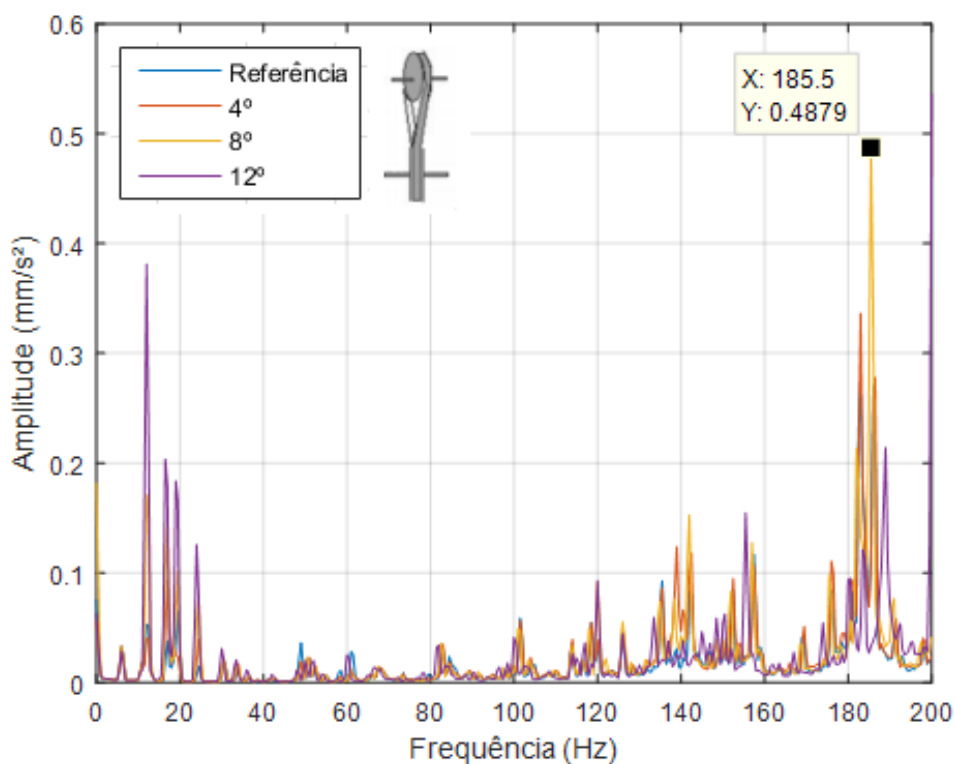 0.6
0.5
0.4
0.3
0.2
0.1
0
Amplitude (mm/s²)
Referência
4º
8º
12º
X: 185.5
Y: 0.4879
0 20 40 60 80 100 120 140 160 180 200
Frequência (Hz)